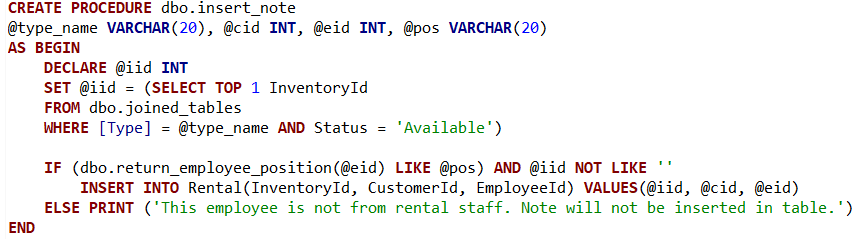 CREATE PROCEDURE dbo.insert_note
@type_name VARCHAR(20), @cid INT, @eid INT, @pos VARCHAR(20)
AS BEGIN
    DECLARE @iid INT
    SET @iid = (SELECT TOP 1 InventoryId
    FROM dbo.joined_tables
    WHERE [Type] = @type_name AND Status = 'Available')
    IF (dbo.return_employee_position(@eid) LIKE @pos) AND @iid NOT LIKE ''
        INSERT INTO Rental(InventoryId, CustomerId, EmployeeId) VALUES(@iid, @cid, @eid)
    ELSE PRINT ('This employee is not from rental staff. Note will not be inserted in table.')
END